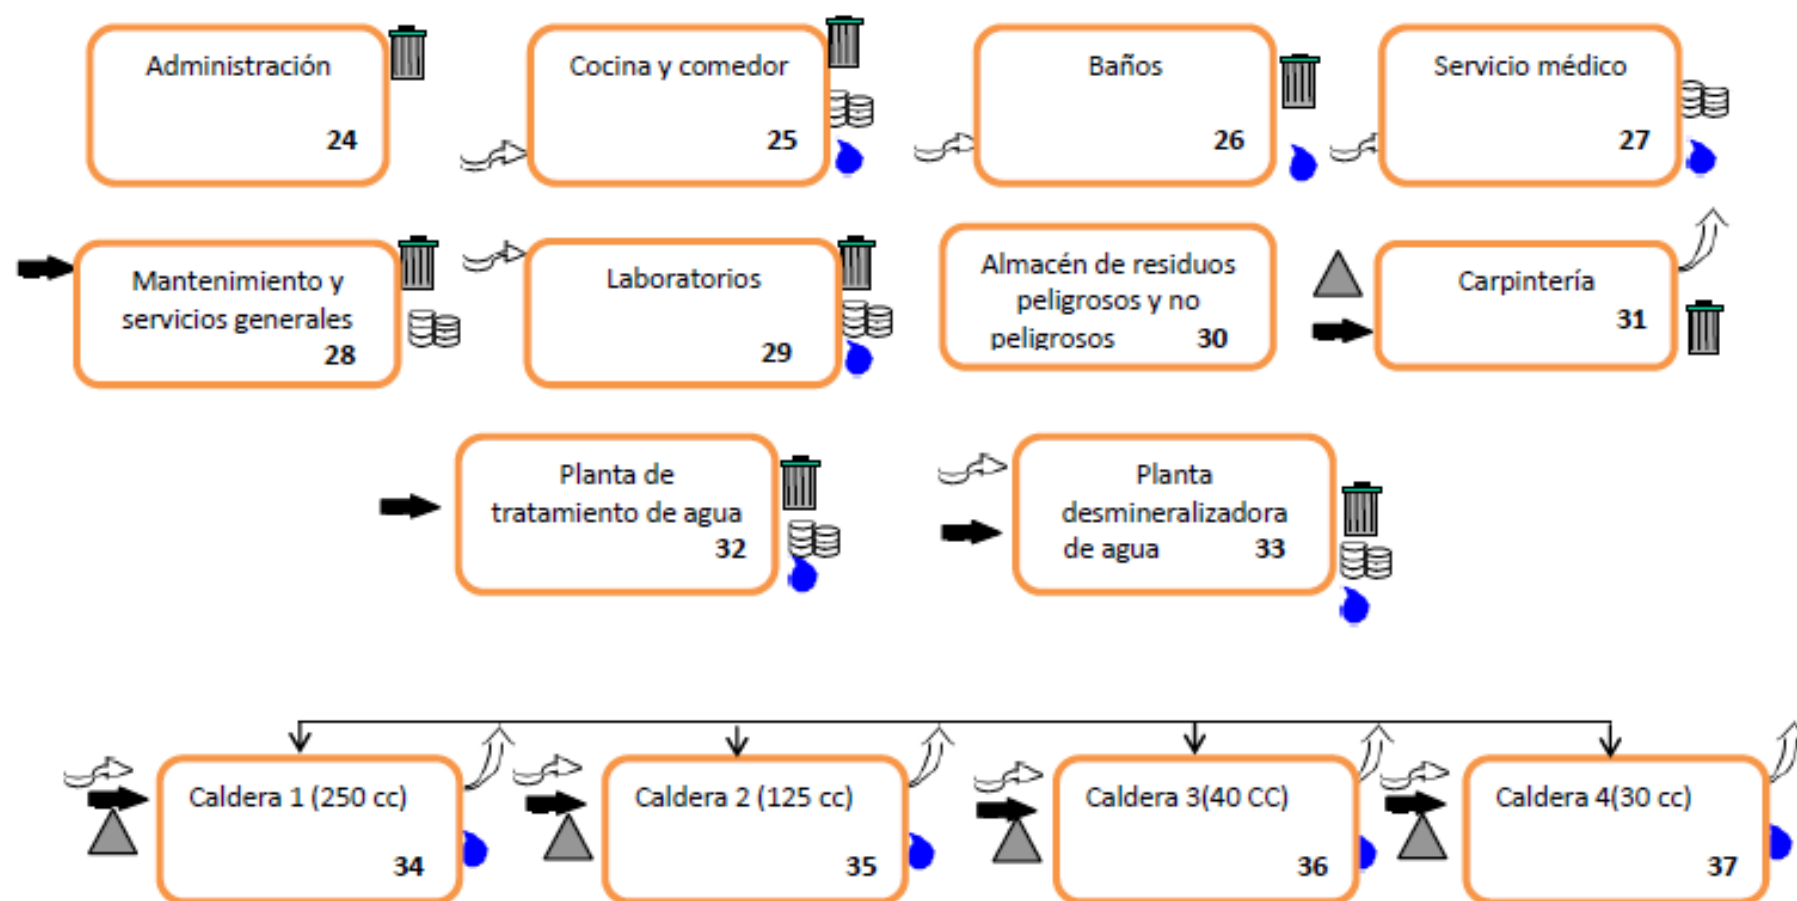 Administración
24
Cocina y comedor
25
Baños
26
Servicio médico
27
Mantenimiento y
servicios generales
28
Laboratorios
29
Almacén de residuos
peligrosos y no
peligrosos 30
Carpintería
31
Planta de
tratamiento de agua
32
Planta
desmineralizadora
de agua 33
Caldera 1 (250 cc)
34
Caldera 2 (125 cc)
35
Caldera 3(40 CC)
36
Caldera 4(30 cc)
37